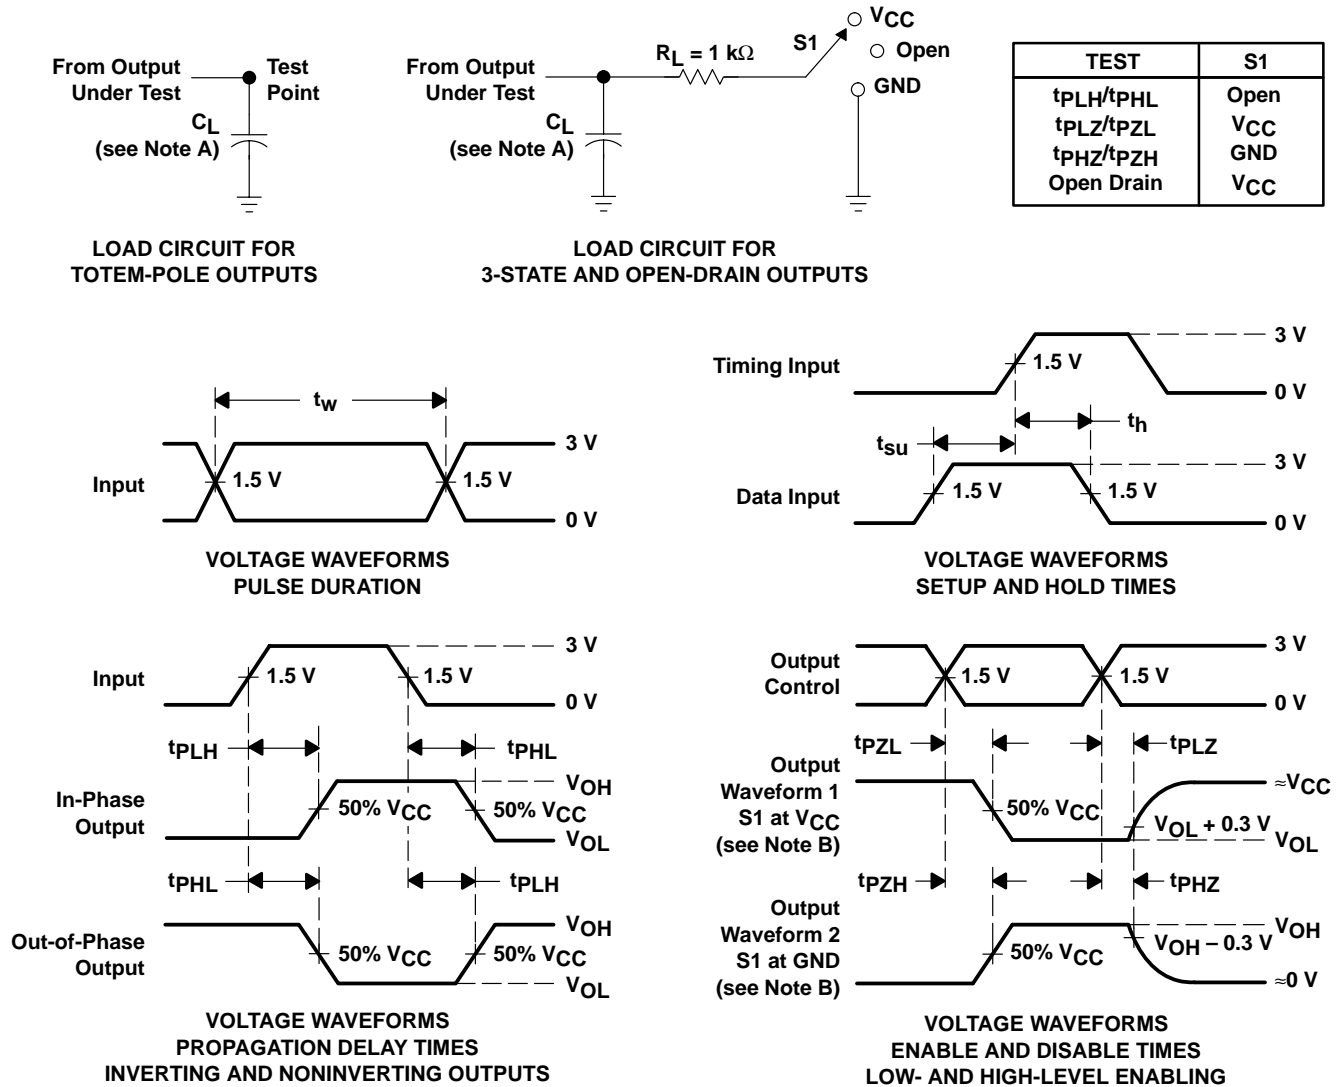 From Output
Under Test
Test
Point
CL
(see Note A)
LOAD CIRCUIT FOR
TOTEM-POLE OUTPUTS
From Output
Under Test
CL
(see Note A)
RL = 1 kΩ
S1
VCC
Open
GND
LOAD CIRCUIT FOR
3-STATE AND OPEN-DRAIN OUTPUTS
TEST S1
tPLH/tPHL Open
tPLZ/tPZL VCC
tPHZ/tPZH GND
Open Drain VCC
tw
Input
1.5 V
1.5 V
3 V
0 V
VOLTAGE WAVEFORMS
PULSE DURATION
Timing Input
1.5 V
3 V
0 V
th
tsu
Data Input
1.5 V
1.5 V
3 V
0 V
VOLTAGE WAVEFORMS
SETUP AND HOLD TIMES
Input
1.5 V
1.5 V
3 V
0 V
tPLH
tPHL
In-Phase
Output
50% VCC
50% VCC
VOH
VOL
tPHL
tPLH
Out-of-Phase
Output
50% VCC
50% VCC
VOH
VOL
VOLTAGE WAVEFORMS
PROPAGATION DELAY TIMES
INVERTING AND NONINVERTING OUTPUTS
Output
Control
1.5 V
1.5 V
3 V
0 V
tPZL
tPLZ
Output
Waveform 1
S1 at VCC
(see Note B)
50% VCC
≈VCC
VOL + 0.3 V
VOL
tPZH
tPHZ
Output
Waveform 2
S1 at GND
(see Note B)
50% VCC
VOH
VOH – 0.3 V
≈0 V
VOLTAGE WAVEFORMS
ENABLE AND DISABLE TIMES
LOW- AND HIGH-LEVEL ENABLING